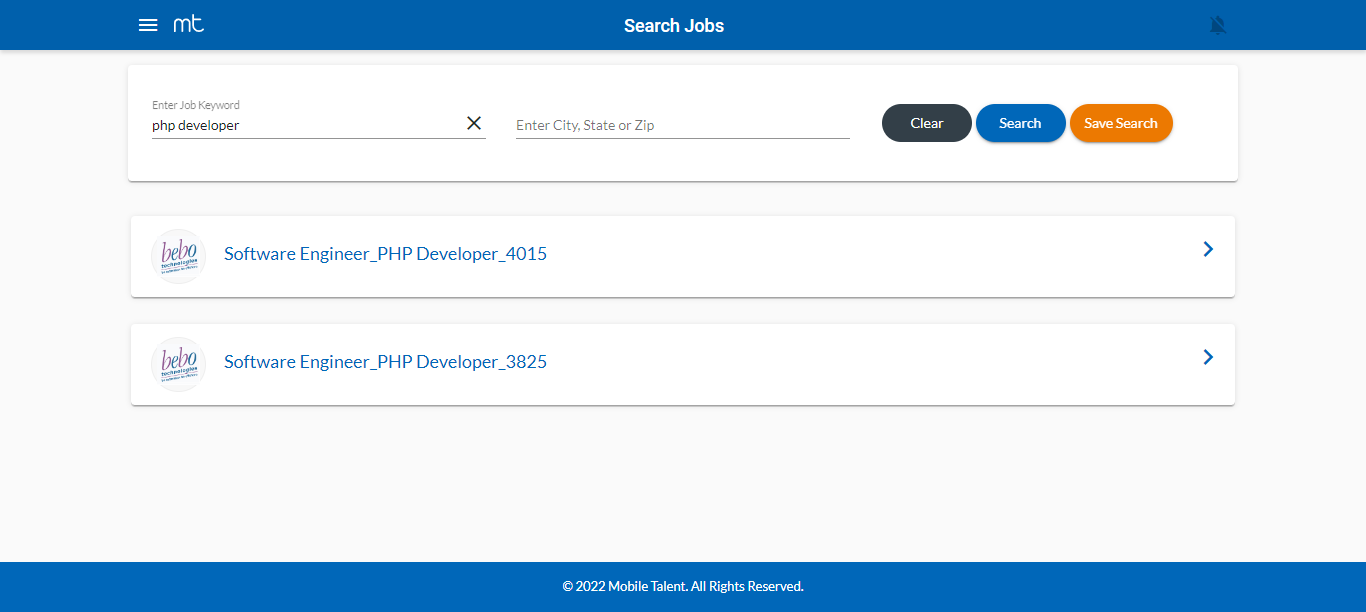 mt
Search Jobs
Enter Job Keyword
php developer
Enter City, State or Zip
Clear
Search
Save Search
bebo
technologies
Software Engineer_PHP Developer_4015
bebo
technologies
Software Engineer_PHP Developer_3825
© 2022 Mobile Talent. All Rights Reserved.